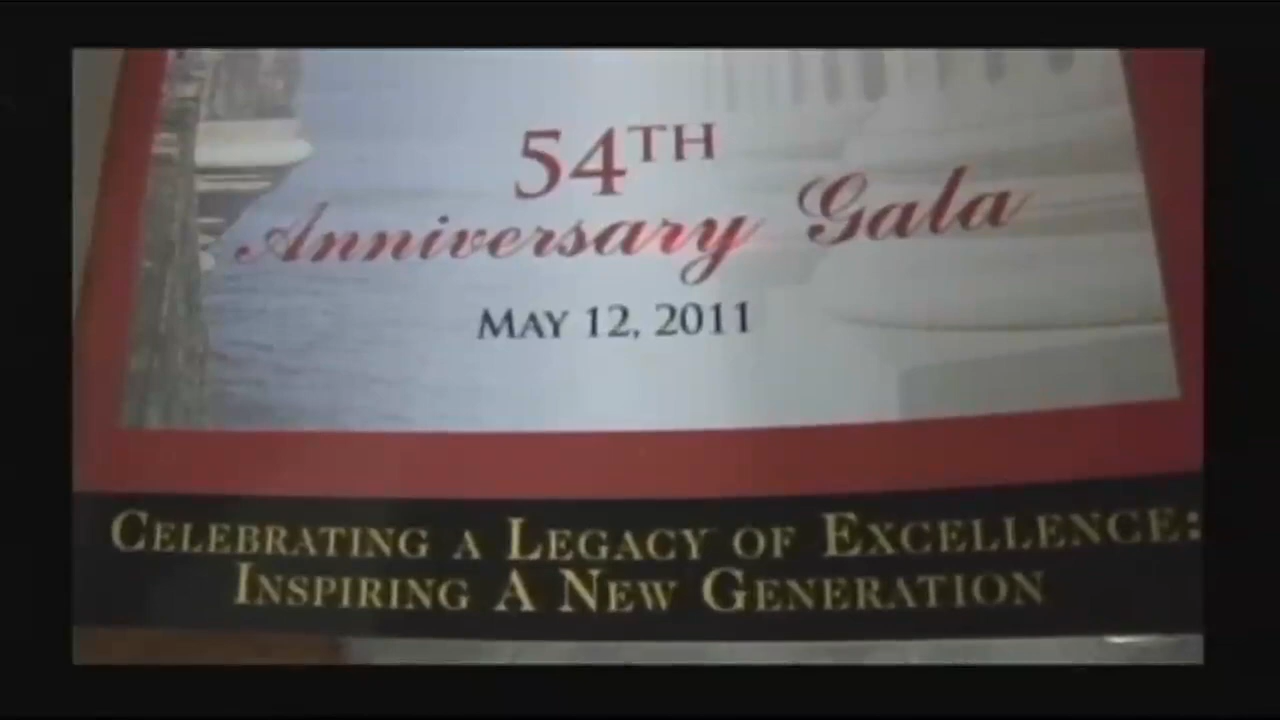 54TH
Anniversary Gala
MAY 12, 2011
CELEBRATING A LEGACY OF EXCELLENCE:
INSPIRING A NEW GENERATION